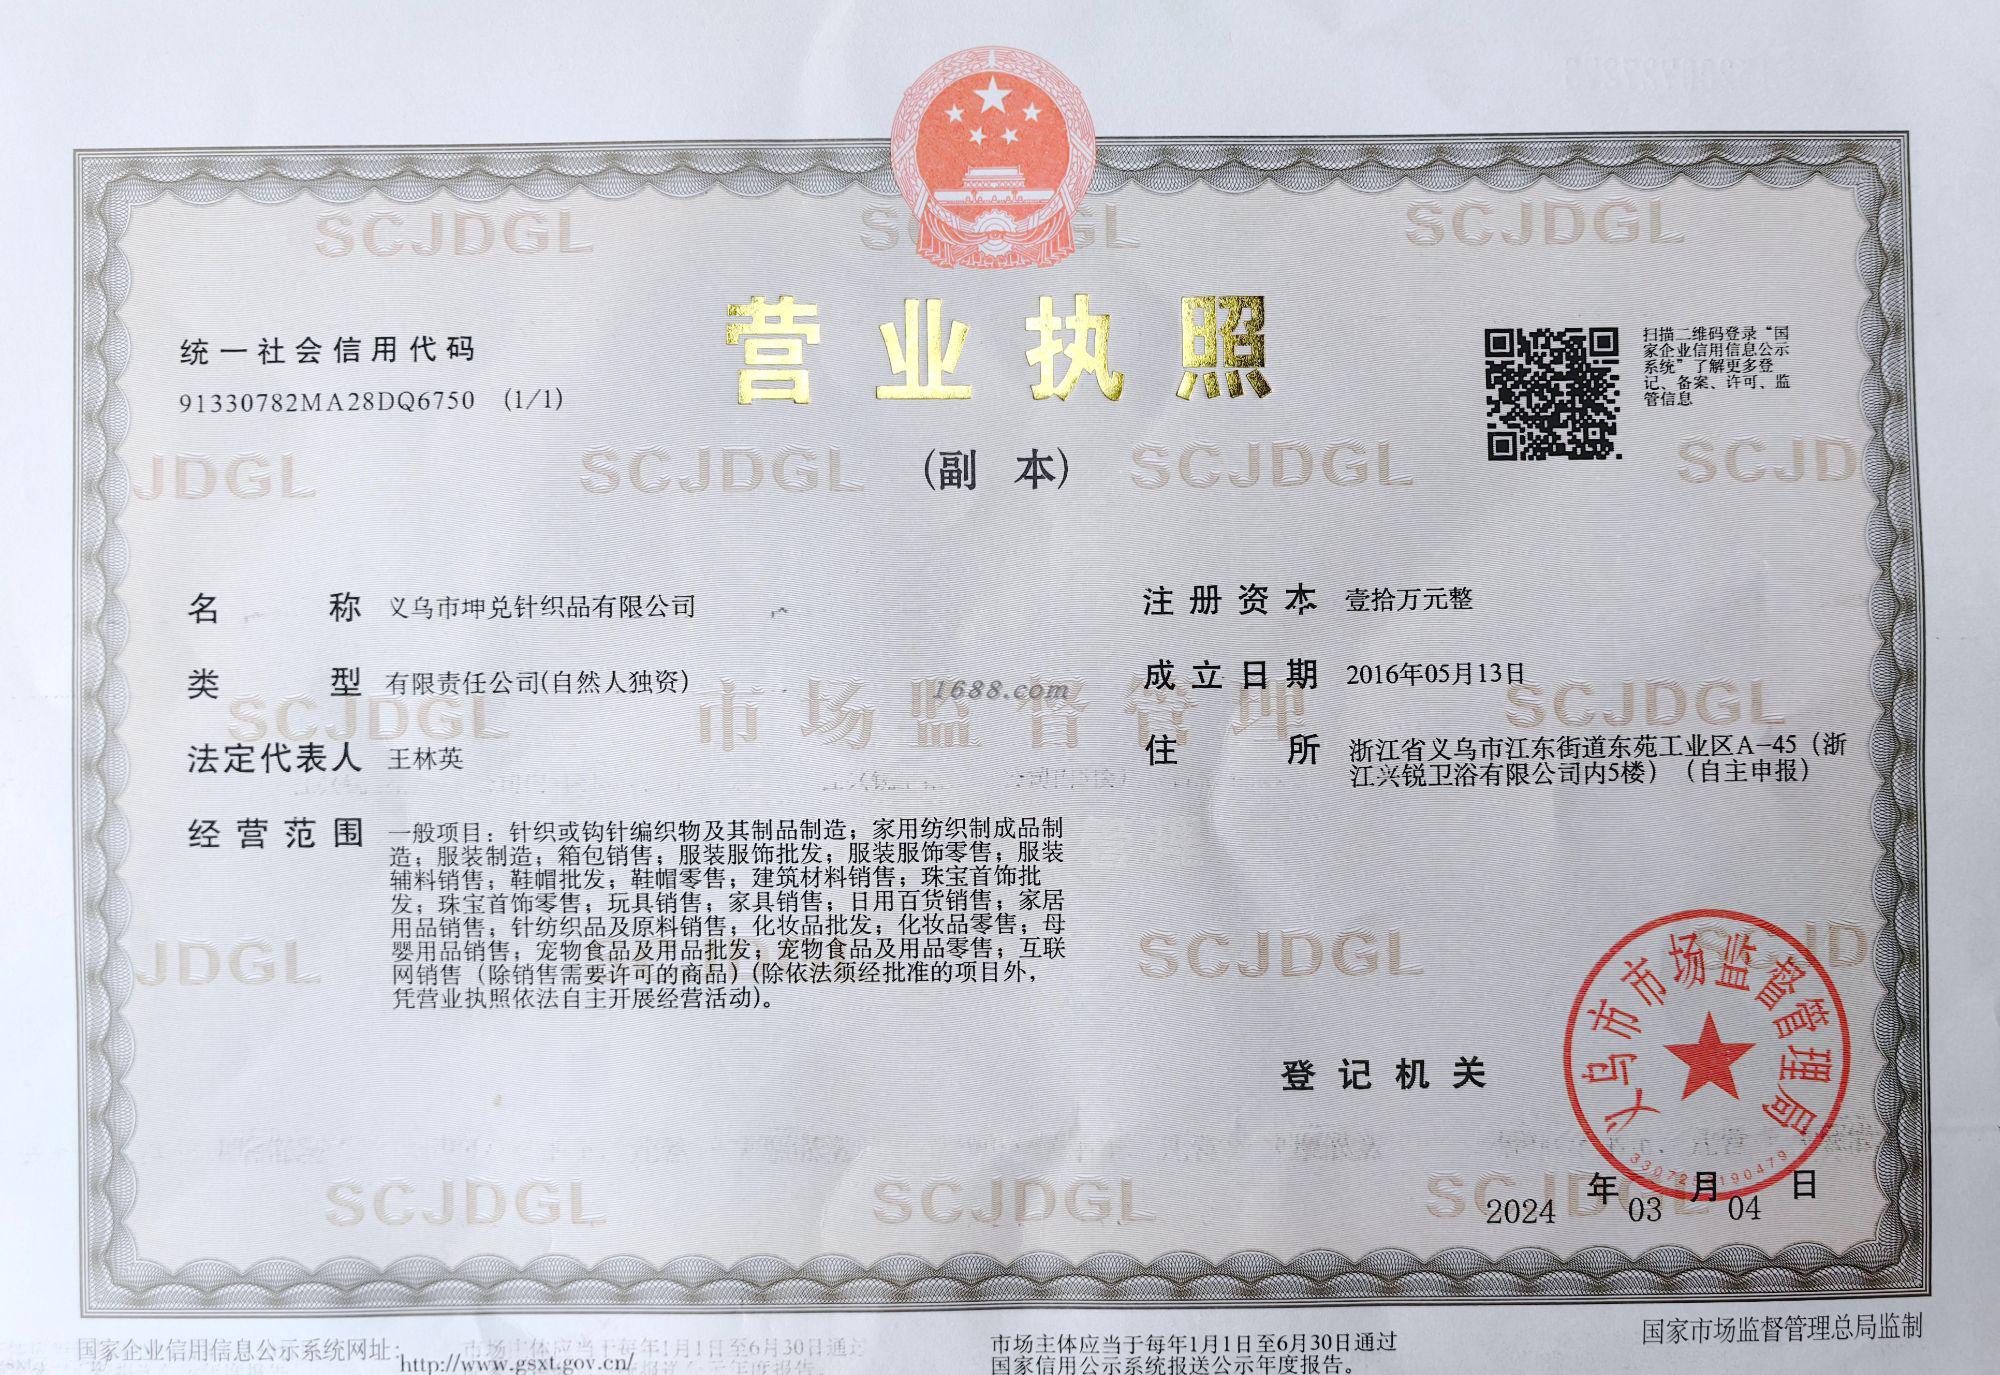 SCJDGL
营业执照
(副 本)
统一社会信用代码
91330782MA28DQ6750 (1/1)
扫描二维码登录“国
家企业信用信息公示
系统”了解更多登
记、备案、许可、监
管信息
名 称 义乌市坤兑针织品有限公司
类 型 有限责任公司(自然人独资)
法定代表人 王林英
经营范围 一般项目：针织或钩针编织物及其制品制造；家用纺织制成品制
造；服装制造；箱包销售；服装服饰批发；服装服饰零售；服装
辅料销售；鞋帽批发；鞋帽零售；建筑材料销售；珠宝首饰批
发；珠宝首饰零售；玩具销售；家具销售；日用百货销售；家居
用品销售；针纺织品及原料销售；化妆品批发；化妆品零售；母
婴用品销售；宠物食品及用品批发；宠物食品及用品零售；互联
网销售（除销售需要许可的商品）(除依法须经批准的项目外，
凭营业执照依法自主开展经营活动)。
注册资本 壹拾万元整
成立日期 2016年05月13日
住 所 浙江省义乌市江东街道东苑工业区A-45（浙
江兴锐卫浴有限公司内5楼）（自主申报）
市场监督管理
1688.com
登记机关
义乌市市场监督管理局
2024年03月04日
国家企业信用信息公示系统网址：
http://www.gsxt.gov.cn/
市场主体应当于每年1月1日至6月30日通过
国家信用公示系统报送公示年度报告。
国家市场监督管理总局监制